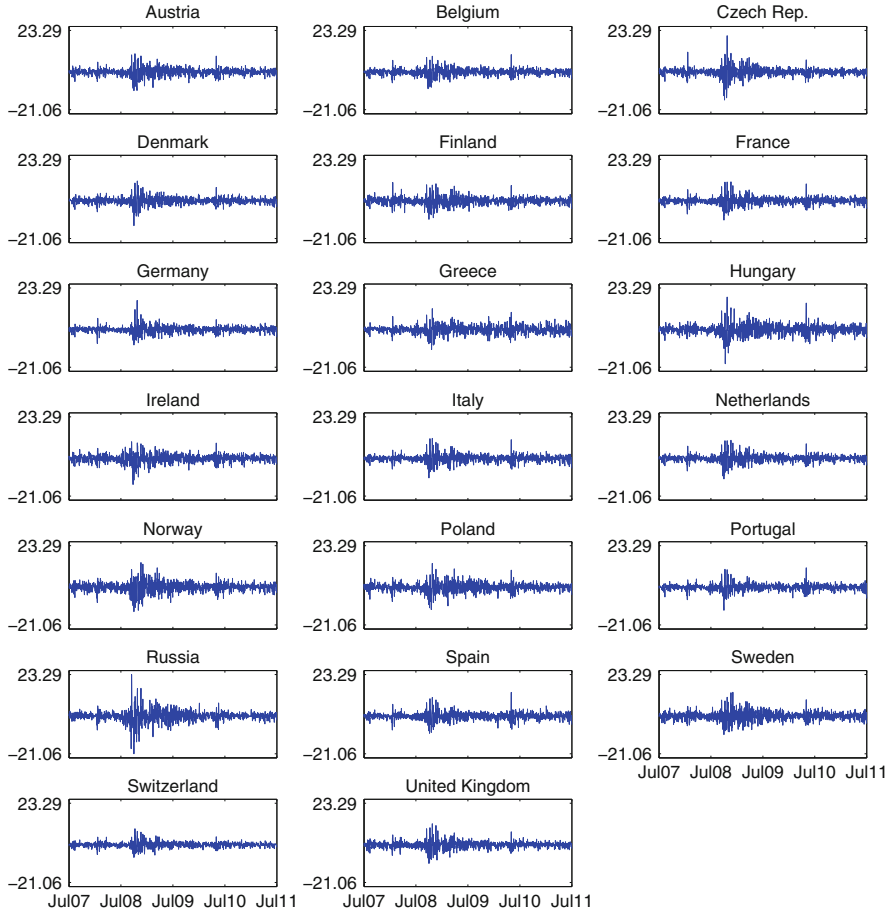 Austria Belgium Czech Rep.
23.29 23.29 23.29
−21.06 −21.06 −21.06
Denmark Finland France
23.29 23.29 23.29
−21.06 −21.06 −21.06
Germany Greece Hungary
23.29 23.29 23.29
−21.06 −21.06 −21.06
Ireland Italy Netherlands
23.29 23.29 23.29
−21.06 −21.06 −21.06
Norway Poland Portugal
23.29 23.29 23.29
−21.06 −21.06 −21.06
Russia Spain Sweden
23.29 23.29 23.29
−21.06 −21.06 −21.06
Jul07 Jul08 Jul09 Jul10 Jul11
Switzerland United Kingdom
23.29 23.29
−21.06 −21.06
Jul07 Jul08 Jul09 Jul10 Jul11 Jul07 Jul08 Jul09 Jul10 Jul11